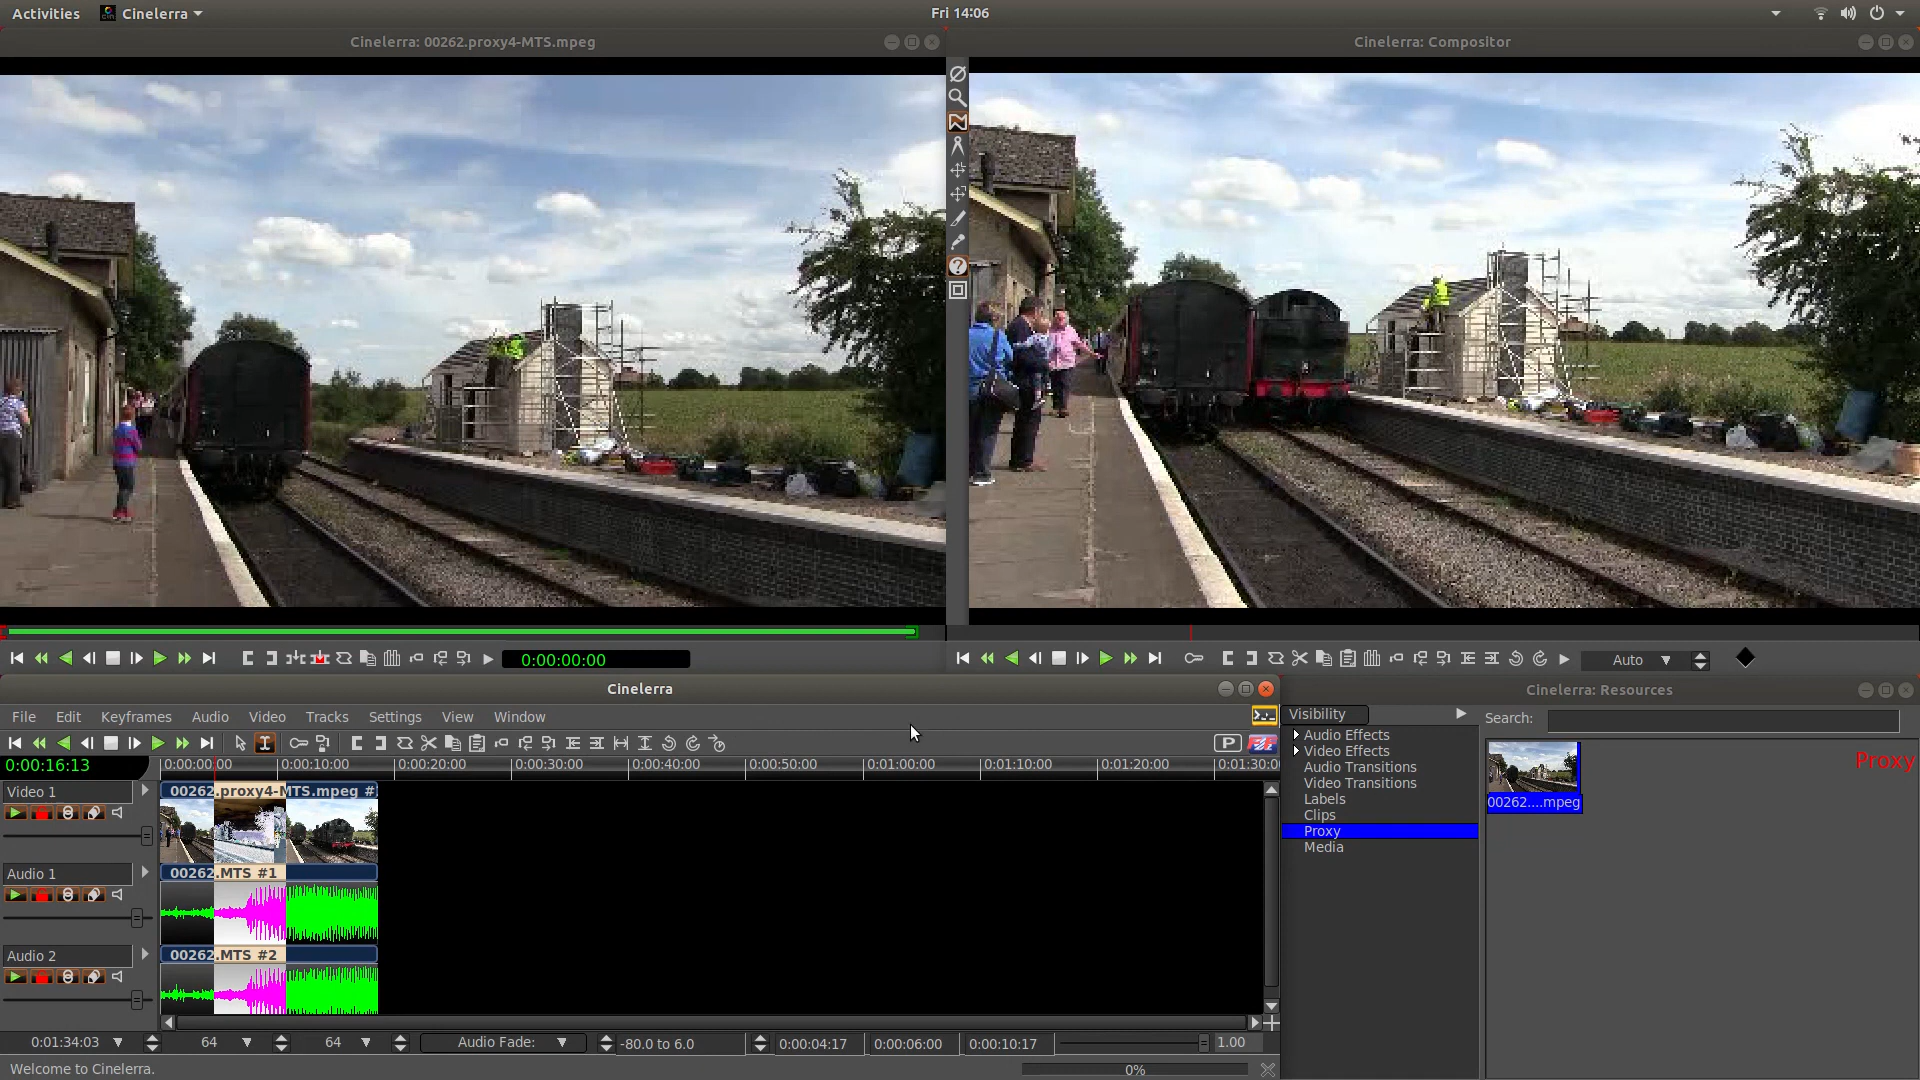 Activities Cinelerra Fri 14:06
Cinelerra: 00262.proxy4-MTS.mpeg Cinelerra: Compositor
0:00:00:00 Auto
Cinelerra
File Edit Keyframes Audio Video Tracks Settings View Window
P
0:00:16:13 0:00:00:00 0:00:10:00 0:00:20:00 0:00:30:00 0:00:40:00 0:00:50:00 0:01:00:00 0:01:10:00 0:01:20:00 0:01:30:0
Video 1 00262.proxy4-MTS.mpeg #
Audio 1 00262.MTS #1
Audio 2 00262.MTS #2
0:01:34:03 64 64 Audio Fade: -80.0 to 6.0 0:00:04:17 0:00:06:00 0:00:10:17 1.00
Welcome to Cinelerra. 0%
Cinelerra: Resources
Visibility Search:
Audio Effects
Video Effects
Audio Transitions
Video Transitions
Labels
Clips
Proxy
Media
00262....mpeg
Proxy